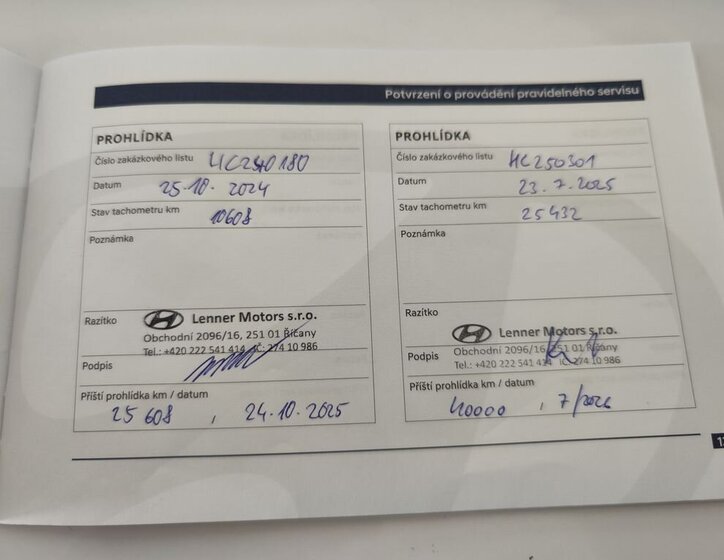 Potvrzení o provádění pravidelného servisu
PROHLÍDKA
Číslo zakázkového listu HC240180
Datum 25.10.2024
Stav tachometru km 10608
Poznámka
Razítko Lenner Motors s.r.o.
Obchodní 2096/16, 251 01 Říčany
Tel.: +420 222 541 414 IČ: 274 10 986
Podpis
Příští prohlídka km / datum
25 608 , 24.10.2025
PROHLÍDKA
Číslo zakázkového listu HC250301
Datum 23.7.2025
Stav tachometru km 25432
Poznámka
Razítko Lenner Motors s.r.o.
Obchodní 2096/16, 251 01 Říčany
Podpis Tel.: +420 222 541 414 IČ: 274 10 986
Příští prohlídka km / datum
40000 , 7/2026